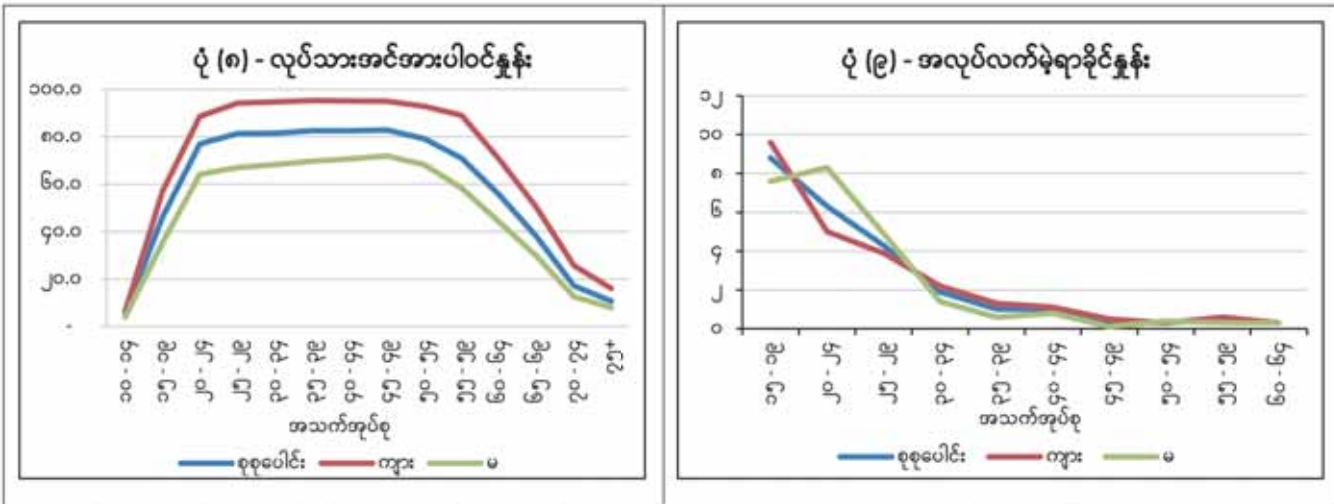 ပုံ (၈) - လုပ်သားအင်အားပါဝင်နှုန်း
၁၀၀.၀
၈၀.၀
၆၀.၀
၄၀.၀
၂၀.၀
-
၁၀ - ၁၄
၁၅ - ၁၉
၂၀ - ၂၄
၂၅ - ၂၉
၃၀ - ၃၄
၃၅ - ၃၉
၄၀ - ၄၄
၄၅ - ၄၉
၅၀ - ၅၄
၅၅ - ၅၉
၆၀ - ၆၄
၆၅ - ၆၉
၇၀ - ၇၄
၇၅+
အသက်အုပ်စု
စုစုပေါင်း ကျား မ
ပုံ (၉) - အလုပ်လက်မဲ့ရာခိုင်နှုန်း
၁၂
၁၀
၈
၆
၄
၂
၀
၁၅ - ၁၉
၂၀ - ၂၄
၂၅ - ၂၉
၃၀ - ၃၄
၃၅ - ၃၉
၄၀ - ၄၄
၄၅ - ၄၉
၅၀ - ၅၄
၅၅ - ၅၉
၆၀ - ၆၄
အသက်အုပ်စု
စုစုပေါင်း ကျား မ